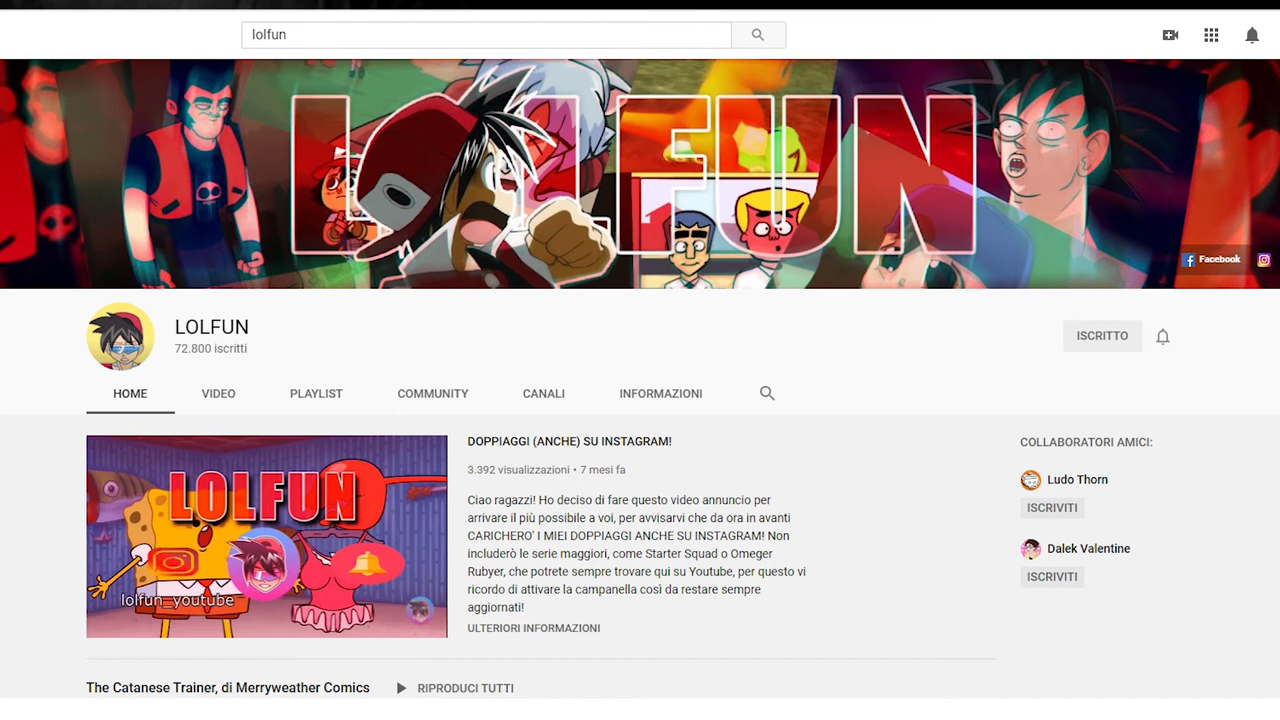 lolfun
LOLFUN
Facebook
LOLFUN
72.800 iscritti
ISCRITTO
HOME
VIDEO
PLAYLIST
COMMUNITY
CANALI
INFORMAZIONI
LOLFUN
lolfun_youtube
DOPPIAGGI (ANCHE) SU INSTAGRAM!
3.392 visualizzazioni • 7 mesi fa
Ciao ragazzi! Ho deciso di fare questo video annuncio per
arrivare il più possibile a voi, per avvisarvi che da ora in avanti
CARICHERO' I MIEI DOPPIAGGI ANCHE SU INSTAGRAM! Non
includerò le serie maggiori, come Starter Squad o Omeger
Rubyer, che potrete sempre trovare qui su Youtube, per questo vi
ricordo di attivare la campanella così da restare sempre
aggiornati!
ULTERIORI INFORMAZIONI
COLLABORATORI AMICI:
Ludo Thorn
ISCRIVITI
Dalek Valentine
ISCRIVITI
The Catanese Trainer, di Merryweather Comics
RIPRODUCI TUTTI